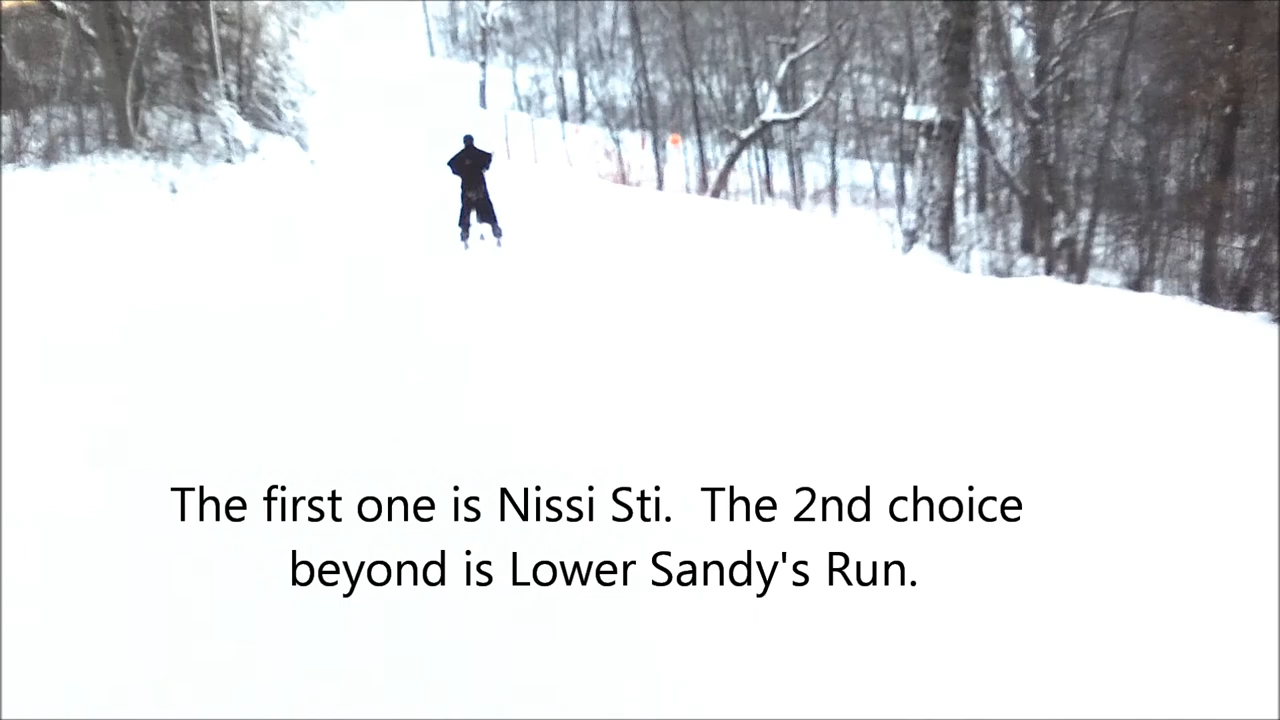 The first one is Nissi Sti.  The 2nd choice
beyond is Lower Sandy's Run.